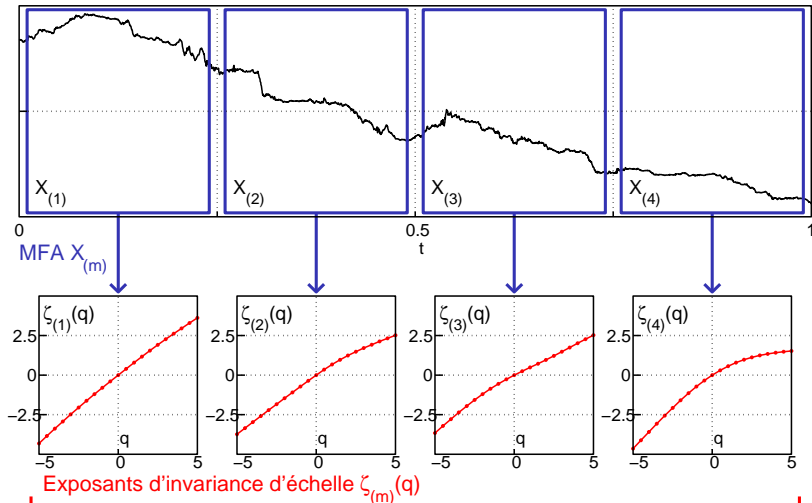 X(1) X(2) X(3) X(4)
0 0.5 1
t
MFA X(m)
ζ(1)(q) ζ(2)(q) ζ(3)(q) ζ(4)(q)
2.5 2.5 2.5 2.5
0 0 0 0
−2.5 −2.5 −2.5 −2.5
q q q q
−5 0 5 −5 0 5 −5 0 5 −5 0 5
Exposants d'invariance d'échelle ζ(m)(q)